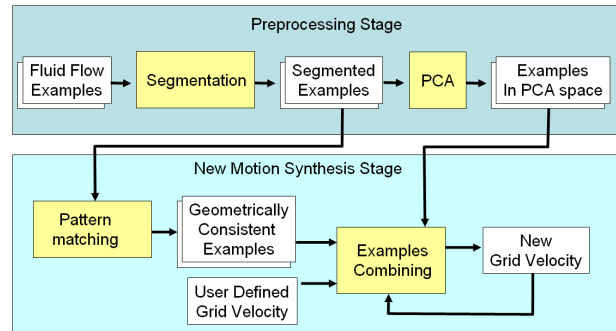 Preprocessing Stage
Fluid Flow
Examples
Segmentation
Segmented
Examples
PCA
Examples
In PCA space
New Motion Synthesis Stage
Pattern
matching
Geometrically
Consistent
Examples
User Defined
Grid Velocity
Examples
Combining
New
Grid Velocity